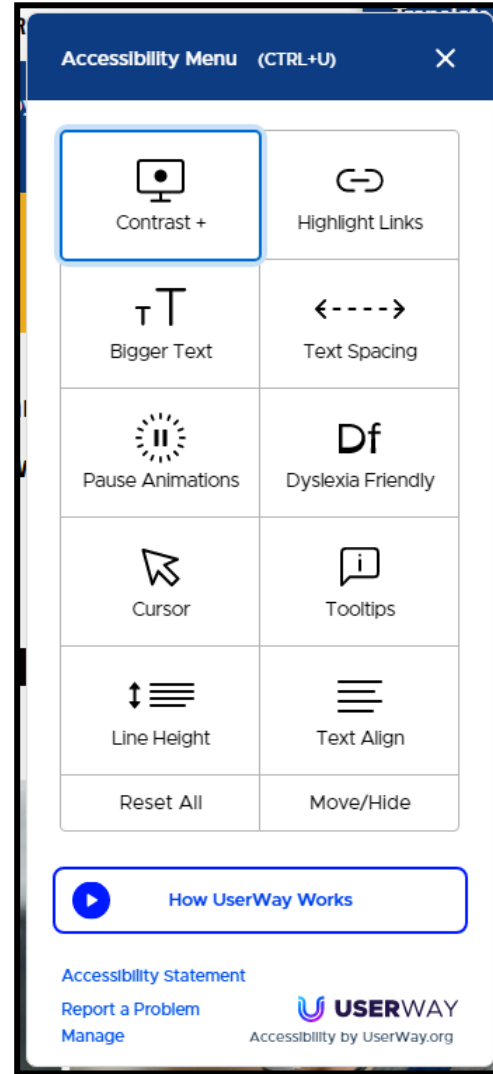 Accessibility Menu (CTRL+U)
Contrast +
Highlight Links
Bigger Text
Text Spacing
Pause Animations
Df
Dyslexia Friendly
Cursor
Tooltips
Line Height
Text Align
Reset All
Move/Hide
How UserWay Works
Accessibility Statement
Report a Problem
Manage
USERWAY
Accessibility by UserWay.org